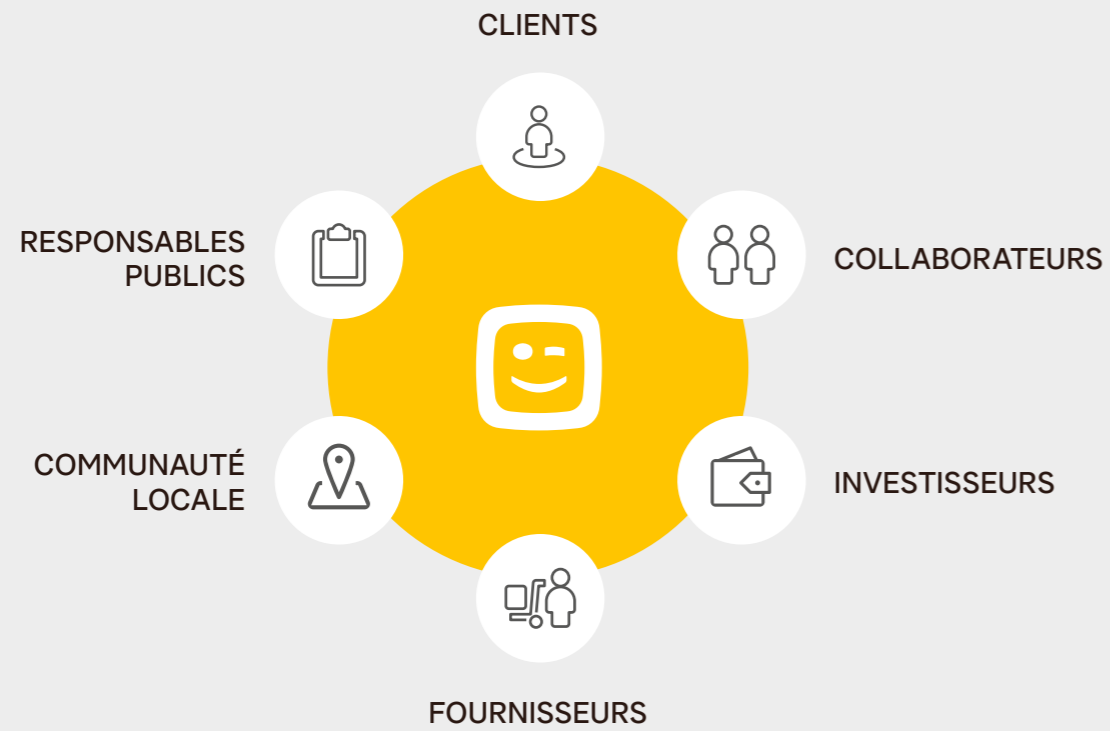 CLIENTS
RESPONSABLES
PUBLICS
COLLABORATEURS
COMMUNAUTÉ
LOCALE
INVESTISSEURS
FOURNISSEURS